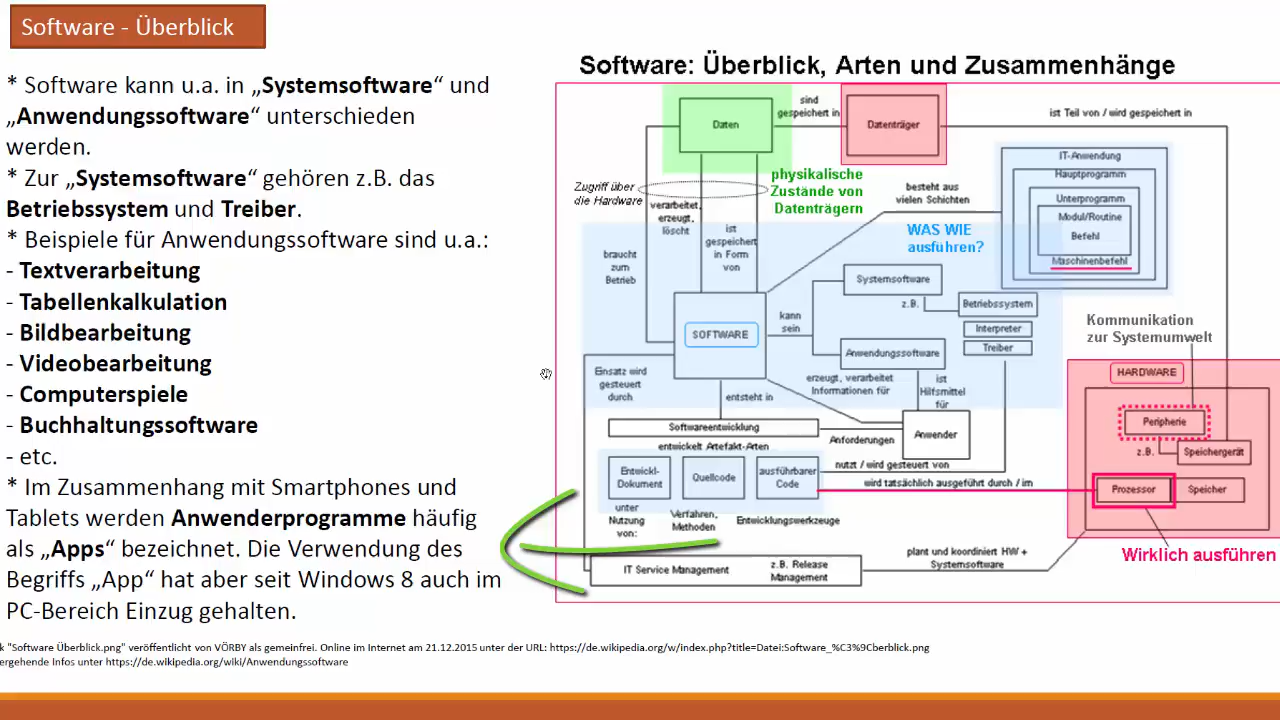 Software - Überblick
* Software kann u.a. in „Systemsoftware“ und
„Anwendungssoftware“ unterschieden
werden.
* Zur „Systemsoftware“ gehören z.B. das
Betriebssystem und Treiber.
* Beispiele für Anwendungssoftware sind u.a.:
- Textverarbeitung
- Tabellenkalkulation
- Bildbearbeitung
- Videobearbeitung
- Computerspiele
- Buchhaltungssoftware
- etc.
* Im Zusammenhang mit Smartphones und
Tablets werden Anwenderprogramme häufig
als „Apps“ bezeichnet. Die Verwendung des
Begriffs „App“ hat aber seit Windows 8 auch im
PC-Bereich Einzug gehalten.
Software: Überblick, Arten und Zusammenhänge
Daten
sind
gespeichert in
Datenträger
ist Teil von / wird gespeichert in
physikalische
Zustände von
Datenträgern
Zugriff über
die Hardware
verarbeitet,
erzeugt,
löscht
ist
gespeichert
in Form
von
braucht
zum
Betrieb
besteht aus
vielen Schichten
WAS WIE
ausführen?
IT-Anwendung
Hauptprogramm
Unterprogramm
Modul/Routine
Befehl
Maschinenbefehl
SOFTWARE
kann
sein
Systemsoftware
z.B.
Betriebssystem
Interpreter
Treiber
Anwendungssoftware
erzeugt, verarbeitet
Informationen für
ist
Hilfsmittel
für
Kommunikation
zur Systemumwelt
HARDWARE
Peripherie
z.B.
Speichergerät
Prozessor
Speicher
Wirklich ausführen
Einsatz wird
gesteuert
durch
entsteht in
Softwareentwicklung
Anforderungen
Anwender
entwickelt Artefakt-Arten
Entwickl-
Dokument
Quellcode
ausführbarer
Code
nutzt / wird gesteuert von
wird tatsächlich ausgeführt durch / im
unter
Nutzung
von:
Verfahren,
Methoden
Entwicklungswerkzeuge
IT Service Management
z.B. Release
Management
plant und koordiniert HW +
Systemsoftware
k "Software Überblick.png" veröffentlicht von VÖRBY als gemeinfrei. Online im Internet am 21.12.2015 unter der URL: https://de.wikipedia.org/w/index.php?title=Datei:Software_%C3%9Cberblick.png
ergehende Infos unter https://de.wikipedia.org/wiki/Anwendungssoftware